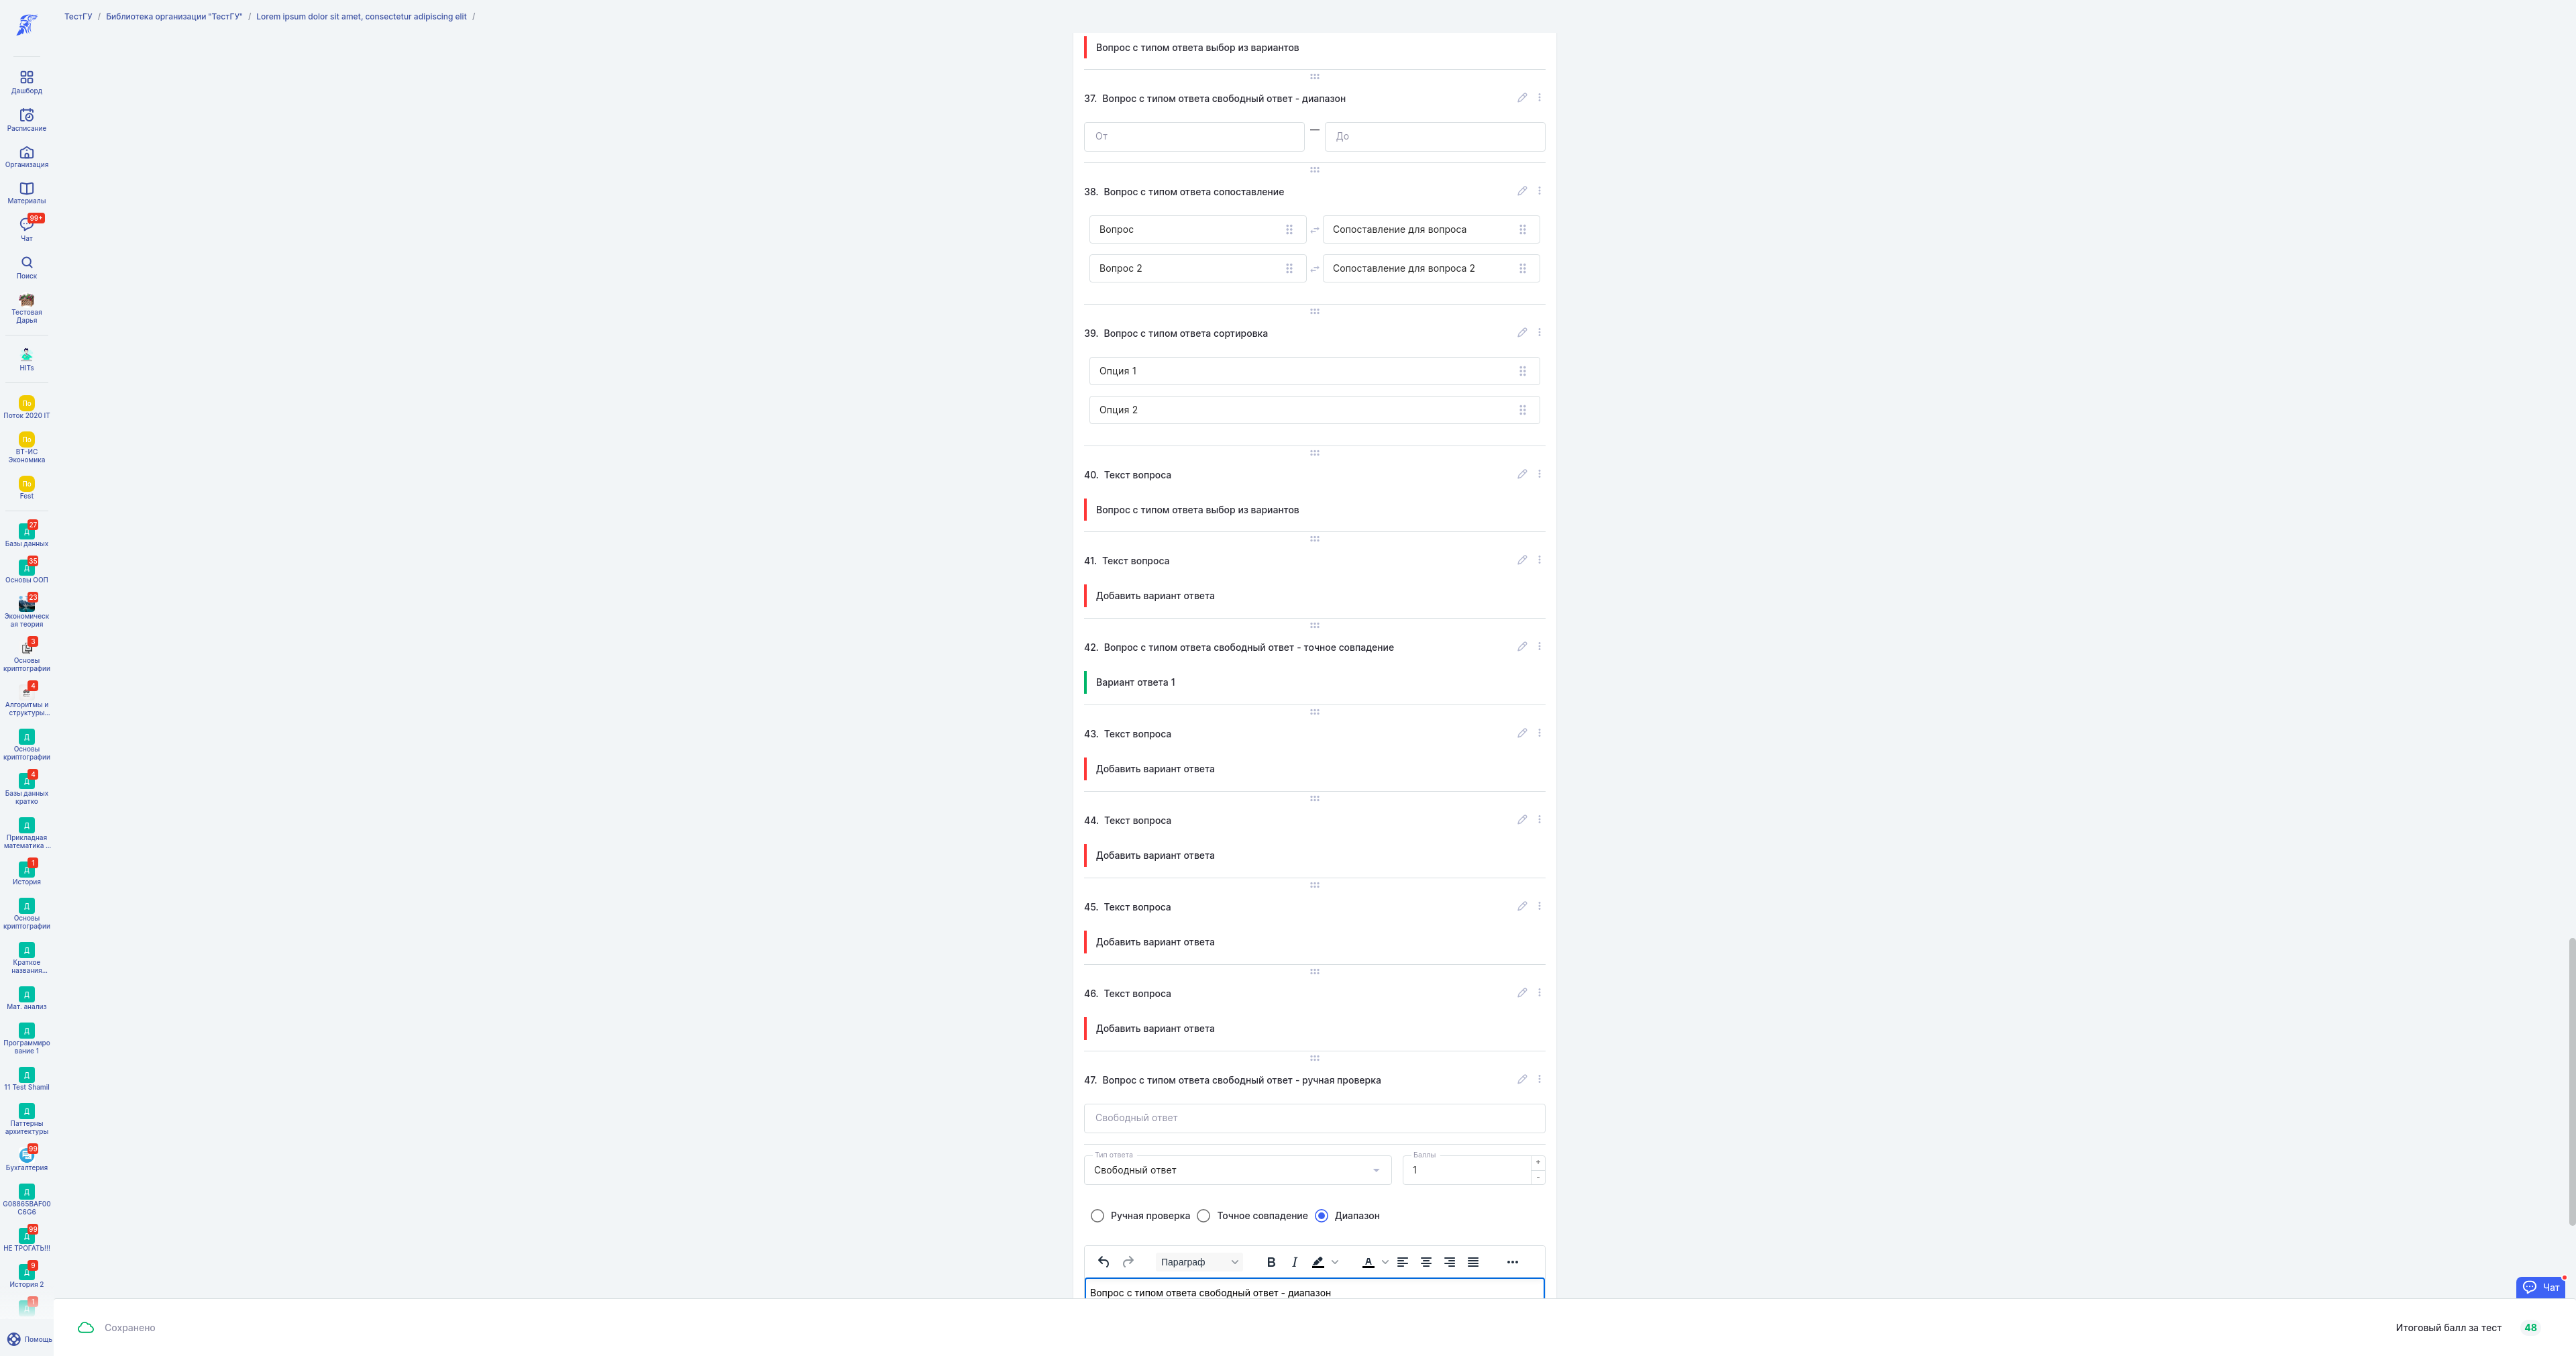 ТестГУ / Библиотека организации "ТестГУ" / Lorem ipsum dolor sit amet, consectetur adipiscing elit /
Дашборд
Расписание
Организация
Материалы
99+
Чат
Поиск
Тестовая
Дарья
HITs
По
Поток 2020 IT
По
ВТ-ИС
Экономика
По
Fest
27
Д
Базы данных
35
Д
Основы ООП
23
Экономическ
ая теория
3
Основы
криптографии
4
Алгоритмы и
структуры...
Д
Основы
криптографии
4
Д
Базы данных
кратко
Д
Прикладная
математика ...
1
Д
История
Д
Основы
криптографии
Д
Краткое
названия...
Д
Мат. анализ
Д
Программиро
вание 1
Д
11 Test Shamil
Д
Паттерны
архитектуры
99
Бухгалтерия
Д
G08865BAF00
C6G6
99
Д
НЕ ТРОГАТЬ!!!
9
Д
История 2
1
Д
Помощь
Вопрос с типом ответа выбор из вариантов
37. Вопрос с типом ответа свободный ответ - диапазон
От — До
38. Вопрос с типом ответа сопоставление
Вопрос Сопоставление для вопроса
Вопрос 2 Сопоставление для вопроса 2
39. Вопрос с типом ответа сортировка
Опция 1
Опция 2
40. Текст вопроса
Вопрос с типом ответа выбор из вариантов
41. Текст вопроса
Добавить вариант ответа
42. Вопрос с типом ответа свободный ответ - точное совпадение
Вариант ответа 1
43. Текст вопроса
Добавить вариант ответа
44. Текст вопроса
Добавить вариант ответа
45. Текст вопроса
Добавить вариант ответа
46. Текст вопроса
Добавить вариант ответа
47. Вопрос с типом ответа свободный ответ - ручная проверка
Свободный ответ
Тип ответа Баллы
Свободный ответ 1 + -
Ручная проверка Точное совпадение Диапазон
Параграф B I A
Вопрос с типом ответа свободный ответ - диапазон
Чат
Сохранено Итоговый балл за тест 48